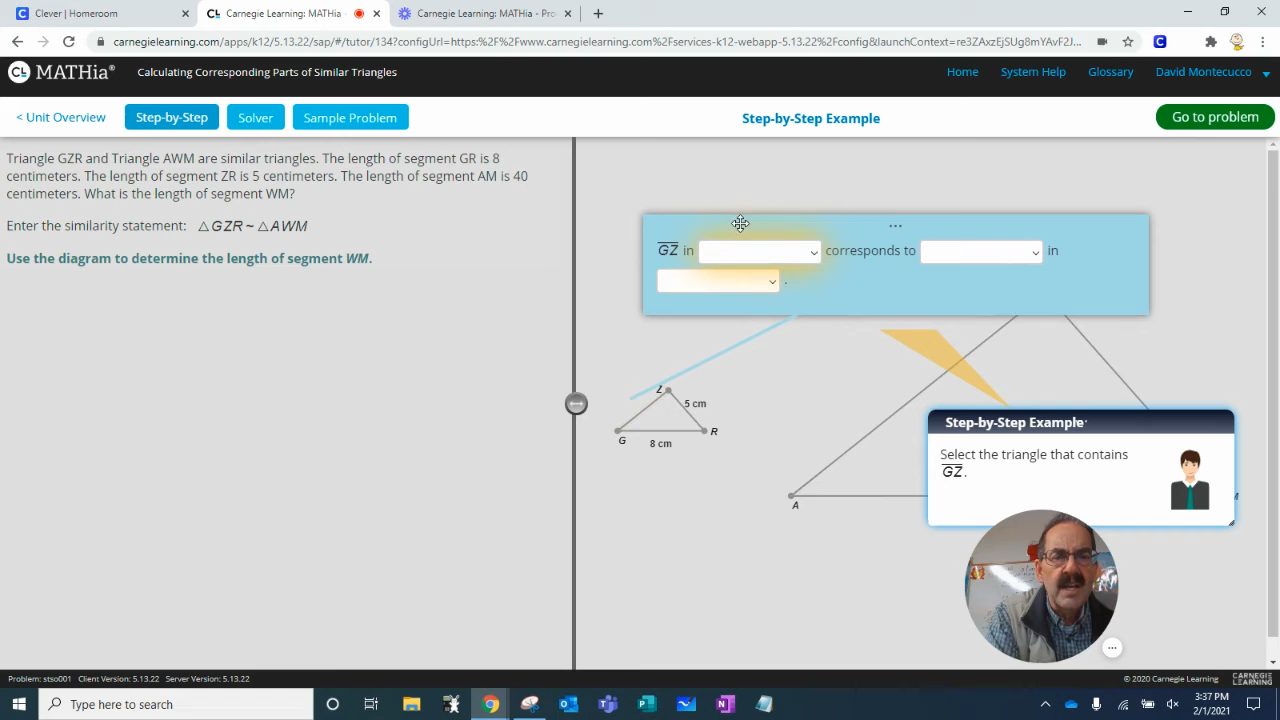 Clever | Homeroom
Carnegie Learning: MATHia -
Carnegie Learning: MATHia - Pro
carnegielearning.com/apps/k12/5.13.22/sap/#/tutor/134?configUrl=https:%2F%2Fwww.carnegielearning.com%2Fservices-k12-webapp-5.13.22%2Fconfig&launchContext=re3ZAxzEjSUg8mYAvF2J...
CL MATHia®
Calculating Corresponding Parts of Similar Triangles
Home
System Help
Glossary
David Montecucco
< Unit Overview
Step-by-Step
Solver
Sample Problem
Step-by-Step Example
Go to problem
Triangle GZR and Triangle AWM are similar triangles. The length of segment GR is 8
centimeters. The length of segment ZR is 5 centimeters. The length of segment AM is 40
centimeters. What is the length of segment WM?
Enter the similarity statement: △GZR ~ △AWM
Use the diagram to determine the length of segment WM.
GZ in corresponds to in
.
Z
5 cm
G
R
8 cm
A
M
Step-by-Step Example
Select the triangle that contains
GZ.
Problem: stso001 Client Version: 5.13.22 Server Version: 5.13.22
© 2020 Carnegie Learning
CARNEGIE
LEARNING
Type here to search
3:37 PM
2/1/2021